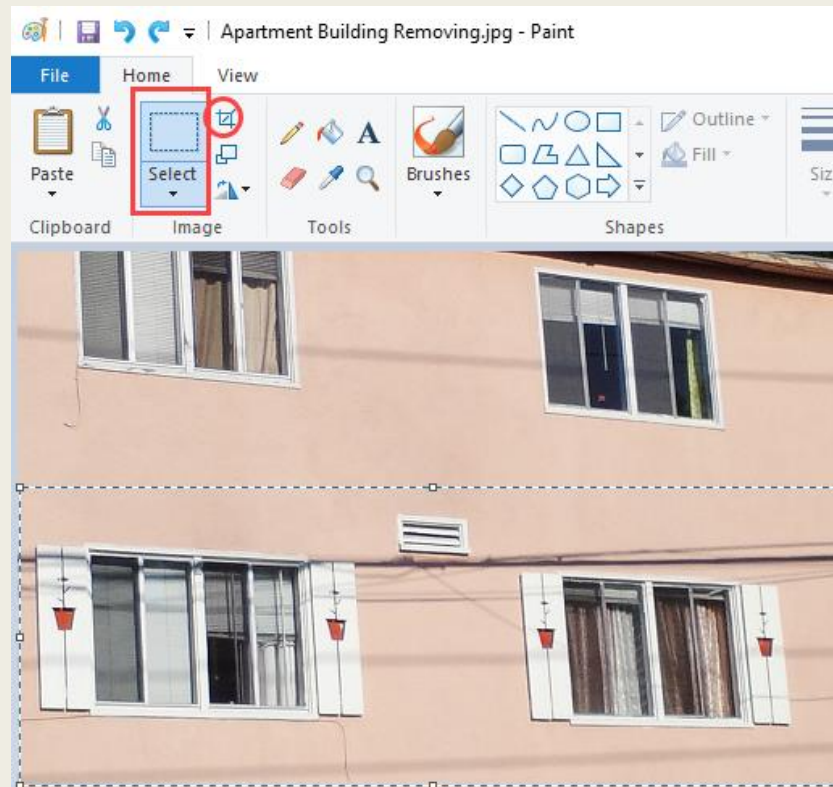 Apartment Building Removing.jpg - Paint
File Home View
Paste Select A Brushes Outline Fill
Clipboard Image Tools Shapes